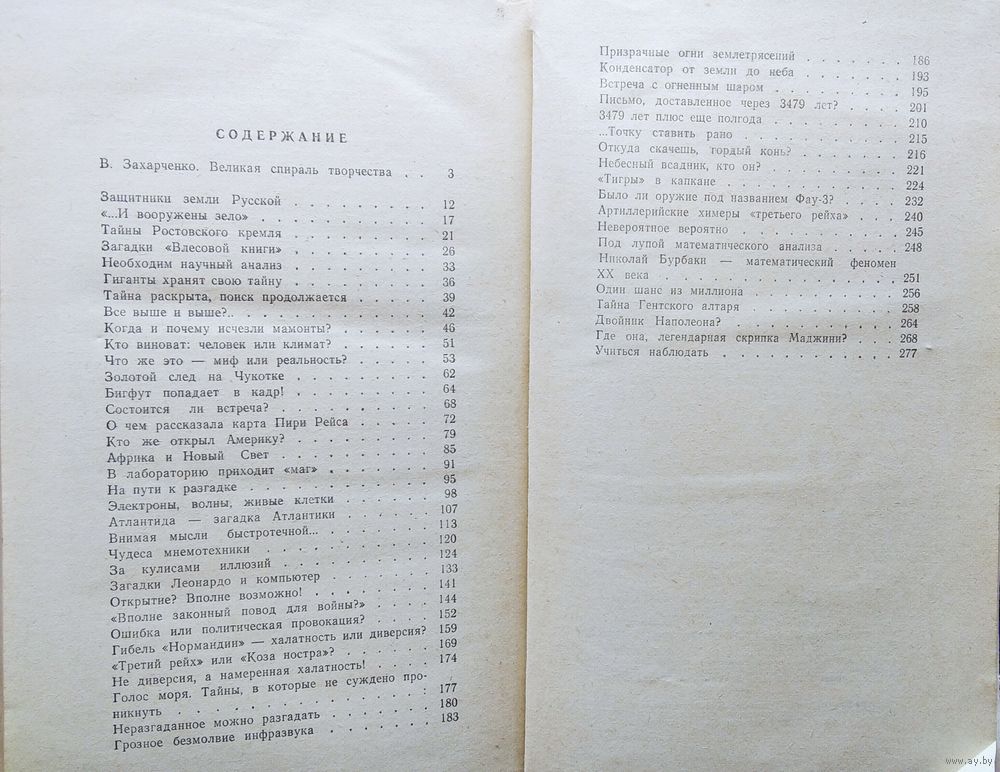 СОДЕРЖАНИЕ
В. Захарченко. Великая спираль творчества . . 3
Защитники земли Русской . . . . . . . . . 12
«...И вооружены зело» . . . . . . . . . . 17
Тайны Ростовского кремля . . . . . . . . . 21
Загадки «Влесовой книги» . . . . . . . . . 26
Необходим научный анализ . . . . . . . . . 33
Гиганты хранят свою тайну . . . . . . . . . 36
Тайна раскрыта, поиск продолжается . . . . . 39
Все выше и выше?. . . . . . . . . . . . . 42
Когда и почему исчезли мамонты? . . . . . . 46
Кто виноват: человек или климат? . . . . . . 51
Что же это — миф или реальность? . . . . . 53
Золотой след на Чукотке . . . . . . . . . 62
Бигфут попадает в кадр! . . . . . . . . . 64
Состоится ли встреча? . . . . . . . . . . 68
О чем рассказала карта Пири Рейса . . . . . 72
Кто же открыл Америку? . . . . . . . . . 79
Африка и Новый Свет . . . . . . . . . . 85
В лабораторию приходит «маг» . . . . . . . 91
На пути к разгадке . . . . . . . . . . . 95
Электроны, волны, живые клетки . . . . . . 98
Атлантида — загадка Атлантики . . . . . . 107
Внимая мысли быстротечной... . . . . . . . 113
Чудеса мнемотехники . . . . . . . . . . 120
За кулисами иллюзий . . . . . . . . . . 124
Загадки Леонардо и компьютер . . . . . . 133
Открытие? Вполне возможно! . . . . . . . 141
«Вполне законный повод для войны?» . . . . 144
Ошибка или политическая провокация? . . . . 152
Гибель «Нормандии» — халатность или диверсия? 159
«Третий рейх» или «Коза ностра»? . . . . . . 169
Не диверсия, а намеренная халатность! . . . . 174
Голос моря. Тайны, в которые не суждено про-
никнуть . . . . . . . . . . . . . . 177
Неразгаданное можно разгадать . . . . . . 180
Грозное безмолвие инфразвука . . . . . . . 183
Призрачные огни землетрясений . . . . . . . 186
Конденсатор от земли до неба . . . . . . . 193
Встреча с огненным шаром . . . . . . . . . 195
Письмо, доставленное через 3479 лет? . . . . 201
3479 лет плюс еще полгода . . . . . . . . 210
...Точку ставить рано . . . . . . . . . . 215
Откуда скачешь, гордый конь? . . . . . . . 216
Небесный всадник, кто он? . . . . . . . . 221
«Тигры» в капкане . . . . . . . . . . . 224
Было ли оружие под названием Фау-3? . . . . 232
Артиллерийские химеры «третьего рейха» . . . 240
Невероятное вероятно . . . . . . . . . . 245
Под лупой математического анализа . . . . . 248
Николай Бурбаки — математический феномен
XX века . . . . . . . . . . . . . . 251
Один шанс из миллиона . . . . . . . . . 256
Тайна Гентского алтаря . . . . . . . . . 258
Двойник Наполеона? . . . . . . . . . . 264
Где она, легендарная скрипка Маджини? . . . 268
Учиться наблюдать . . . . . . . . . . . 277
www.ay.by